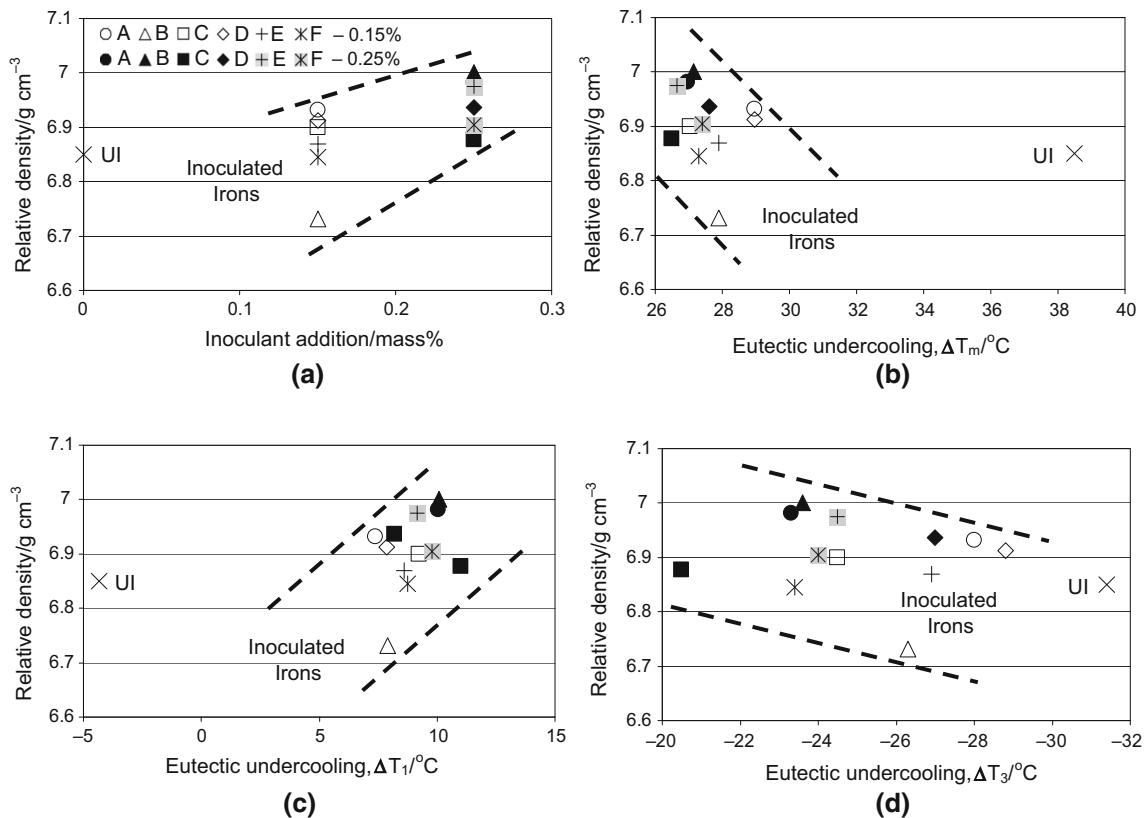 7.1
○ A △ B □ C ◇ D + E ✳ F – 0.15%
● A ▲ B ■ C ◆ D + E ✳ F – 0.25%
7
6.9
6.8
6.7
6.6
Relative density/g cm⁻³
UI
Inoculated
Irons
0 0.1 0.2 0.3
Inoculant addition/mass%
(a)
7.1
7
6.9
6.8
6.7
6.6
Relative density/g cm⁻³
UI
Inoculated
Irons
26 28 30 32 34 36 38 40
Eutectic undercooling, ΔTm/°C
(b)
7.1
7
6.9
6.8
6.7
6.6
Relative density/g cm⁻³
UI
Inoculated
Irons
–5 0 5 10 15
Eutectic undercooling, ΔT₁/°C
(c)
7.1
7
6.9
6.8
6.7
6.6
Relative density/g cm⁻³
Inoculated
Irons
UI
–20 –22 –24 –26 –28 –30 –32
Eutectic undercooling, ΔT₃/°C
(d)